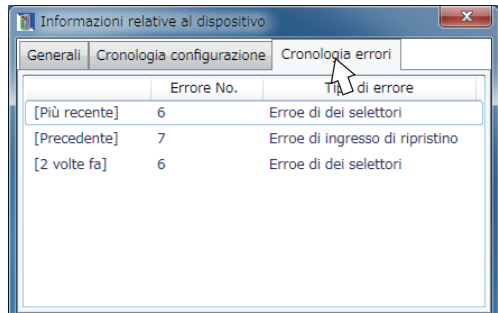 Informazioni relative al dispositivo
Generali Cronologia configurazione Cronologia errori
Errore No. Tipo di errore
[Più recente] 6 Erroe di dei selettori
[Precedente] 7 Erroe di ingresso di ripristino
[2 volte fa] 6 Erroe di dei selettori